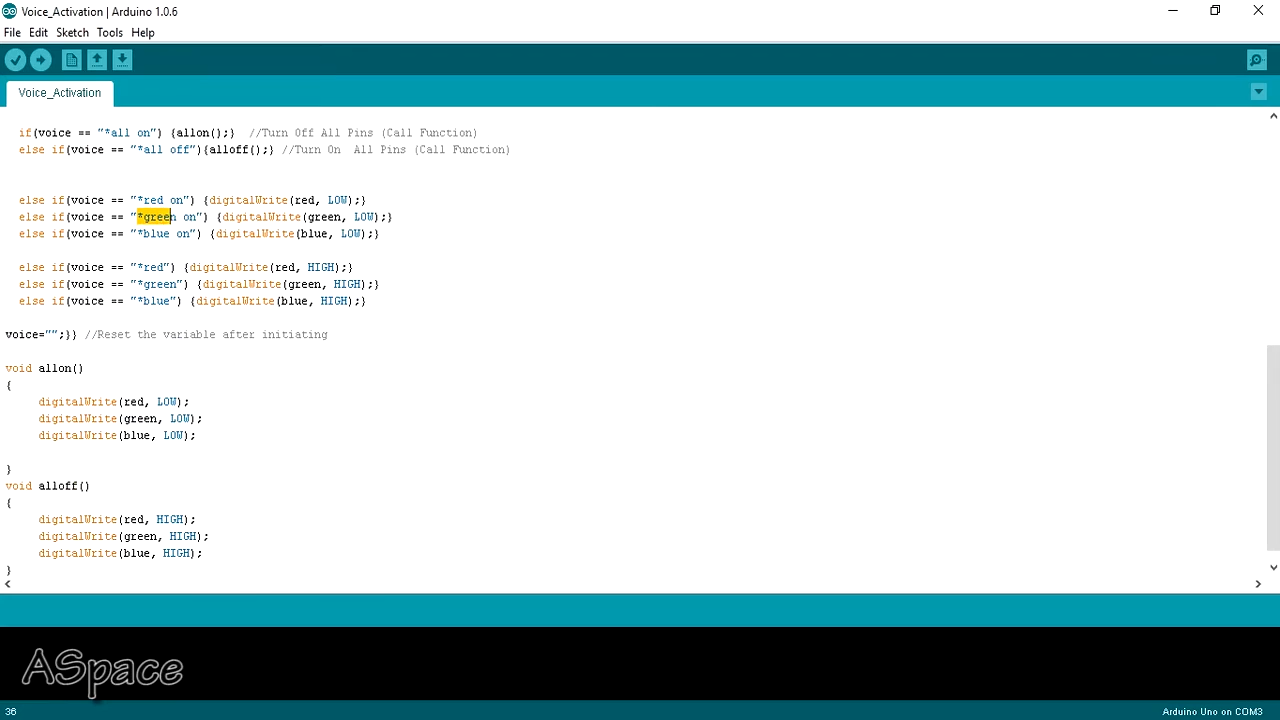 Voice_Activation | Arduino 1.0.6
File Edit Sketch Tools Help
Voice_Activation
if(voice == "*all on") {allon();}  //Turn Off All Pins (Call Function)
else if(voice == "*all off"){alloff();} //Turn On  All Pins (Call Function)
else if(voice == "*red on") {digitalWrite(red, LOW);}
else if(voice == "*green on") {digitalWrite(green, LOW);}
else if(voice == "*blue on") {digitalWrite(blue, LOW);}
else if(voice == "*red") {digitalWrite(red, HIGH);}
else if(voice == "*green") {digitalWrite(green, HIGH);}
else if(voice == "*blue") {digitalWrite(blue, HIGH);}
voice="";}} //Reset the variable after initiating
void allon()
{
digitalWrite(red, LOW);
digitalWrite(green, LOW);
digitalWrite(blue, LOW);
}
void alloff()
{
digitalWrite(red, HIGH);
digitalWrite(green, HIGH);
digitalWrite(blue, HIGH);
}
ASpace
36
Arduino Uno on COM3